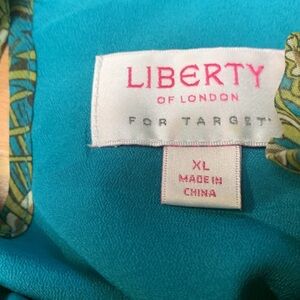 LIBERTY
OF LONDON
FOR TARGET
XL
MADE IN
CHINA